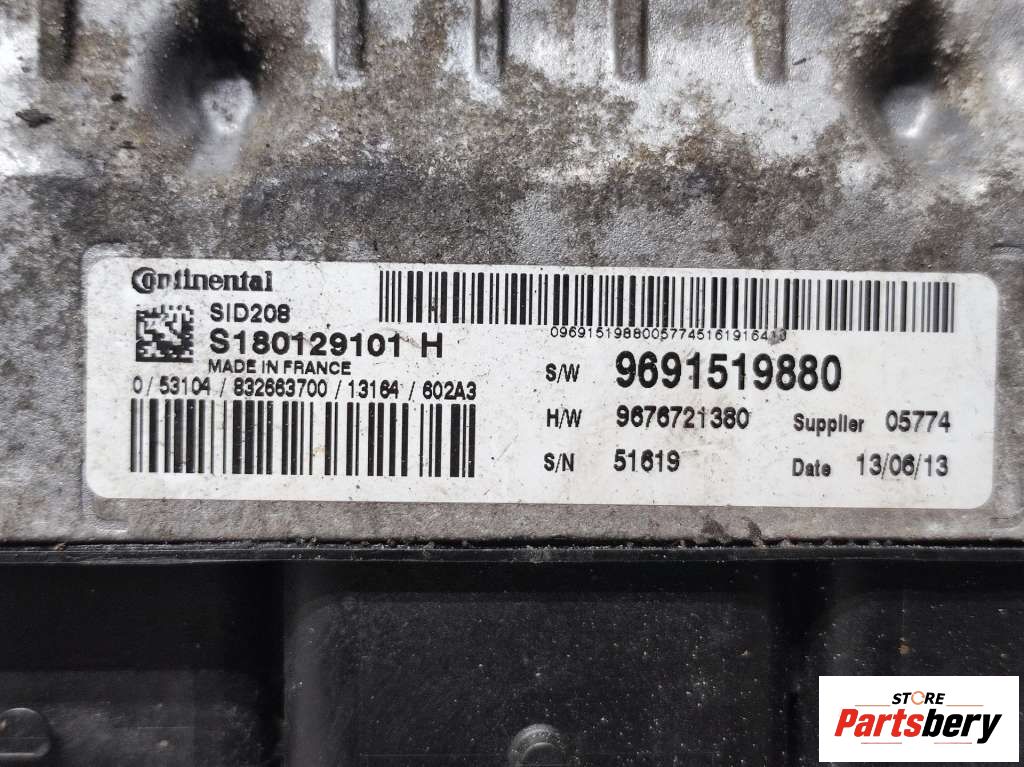 Continental
SID208
S180129101 H
MADE IN FRANCE
0 / 53104 / 832663700 / 13164 / 602A3
S/W 9691519880
H/W 9676721380 Supplier 05774
S/N 51619 Date 13/06/13
STORE
Partsbery